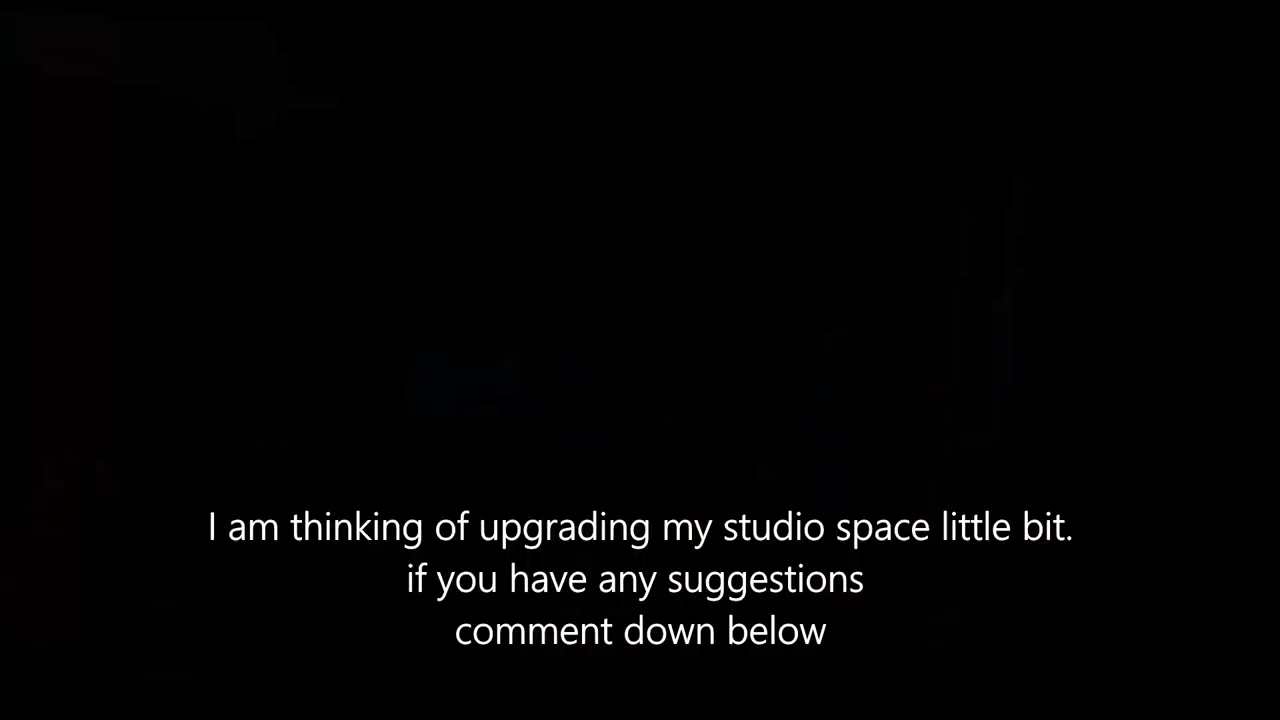 I am thinking of upgrading my studio space little bit.
if you have any suggestions
comment down below